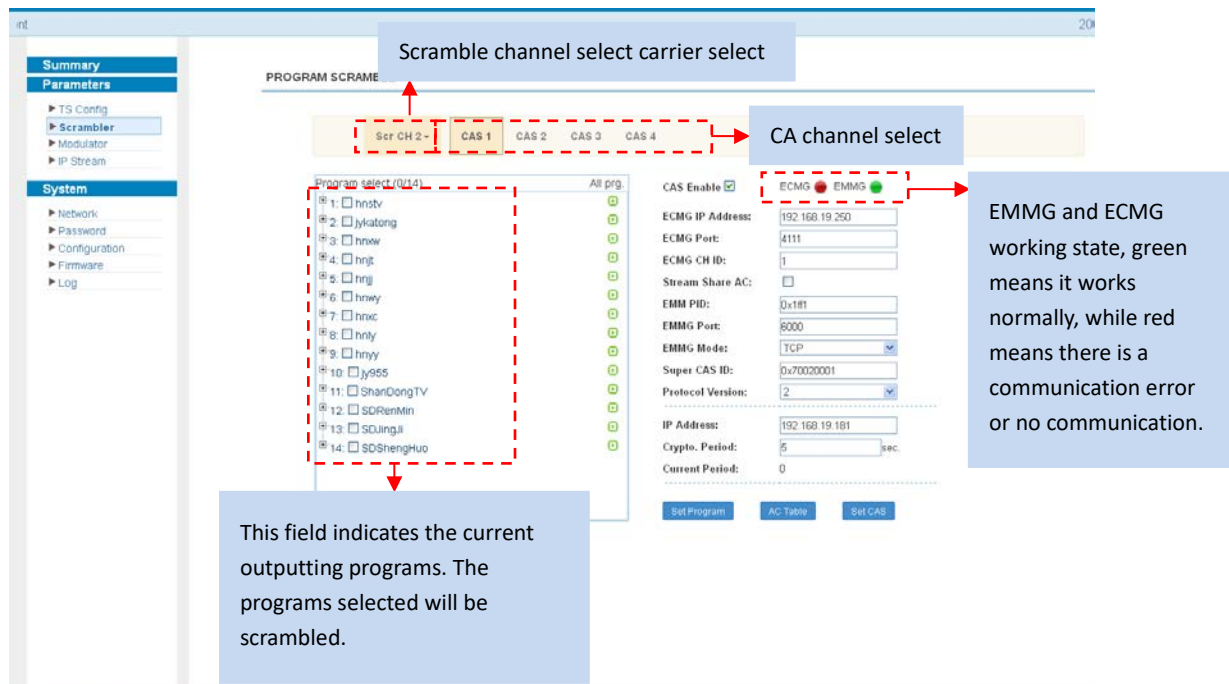 20
Scramble channel select carrier select
Summary
Parameters
TS Config
Scrambler
Modulator
IP Stream
System
Network
Password
Configuration
Firmware
Log
Scr CH 2
CAS 1 CAS 2 CAS 3 CAS 4
CA channel select
Program select (0/14) All prg.
1: hnstv
2: jykatong
3: hnxw
4: hnjt
5: hnjj
6: hnwy
7: hnxc
8: hnly
9: hnyy
10: jy955
11: ShanDongTV
12: SDRenMin
13: SDJingJi
14: SDShengHuo
CAS Enable ECMG EMMG
ECMG IP Address: 192.168.19.250
ECMG Port: 4111
ECMG CH ID: 1
Stream Share AC:
EMM PID: 0x1ff1
EMMG Port: 6000
EMMG Mode: TCP
Super CAS ID: 0x70020001
Protocol Version: 2
IP Address: 192.168.19.181
Crypto. Period: 5 sec.
Current Period: 0
Set Program AC Table Set CAS
EMMG and ECMG
working state, green
means it works
normally, while red
means there is a
communication error
or no communication.
This field indicates the current
outputting programs. The
programs selected will be
scrambled.